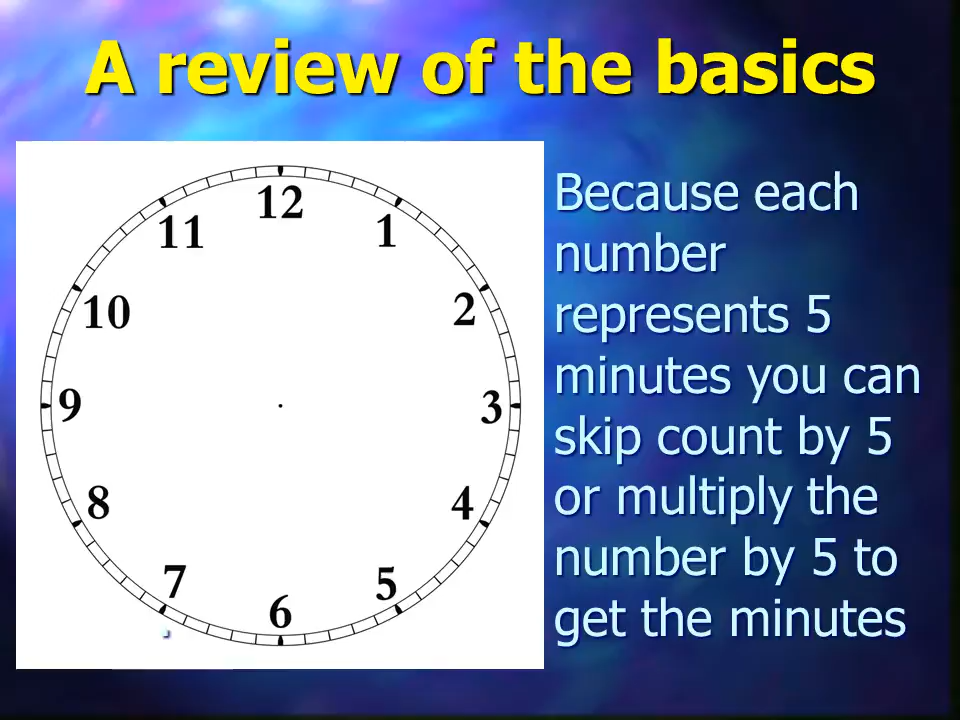 A review of the basics
12
11
1
10
2
9
3
8
4
7
5
6
Because each
number
represents 5
minutes you can
skip count by 5
or multiply the
number by 5 to
get the minutes